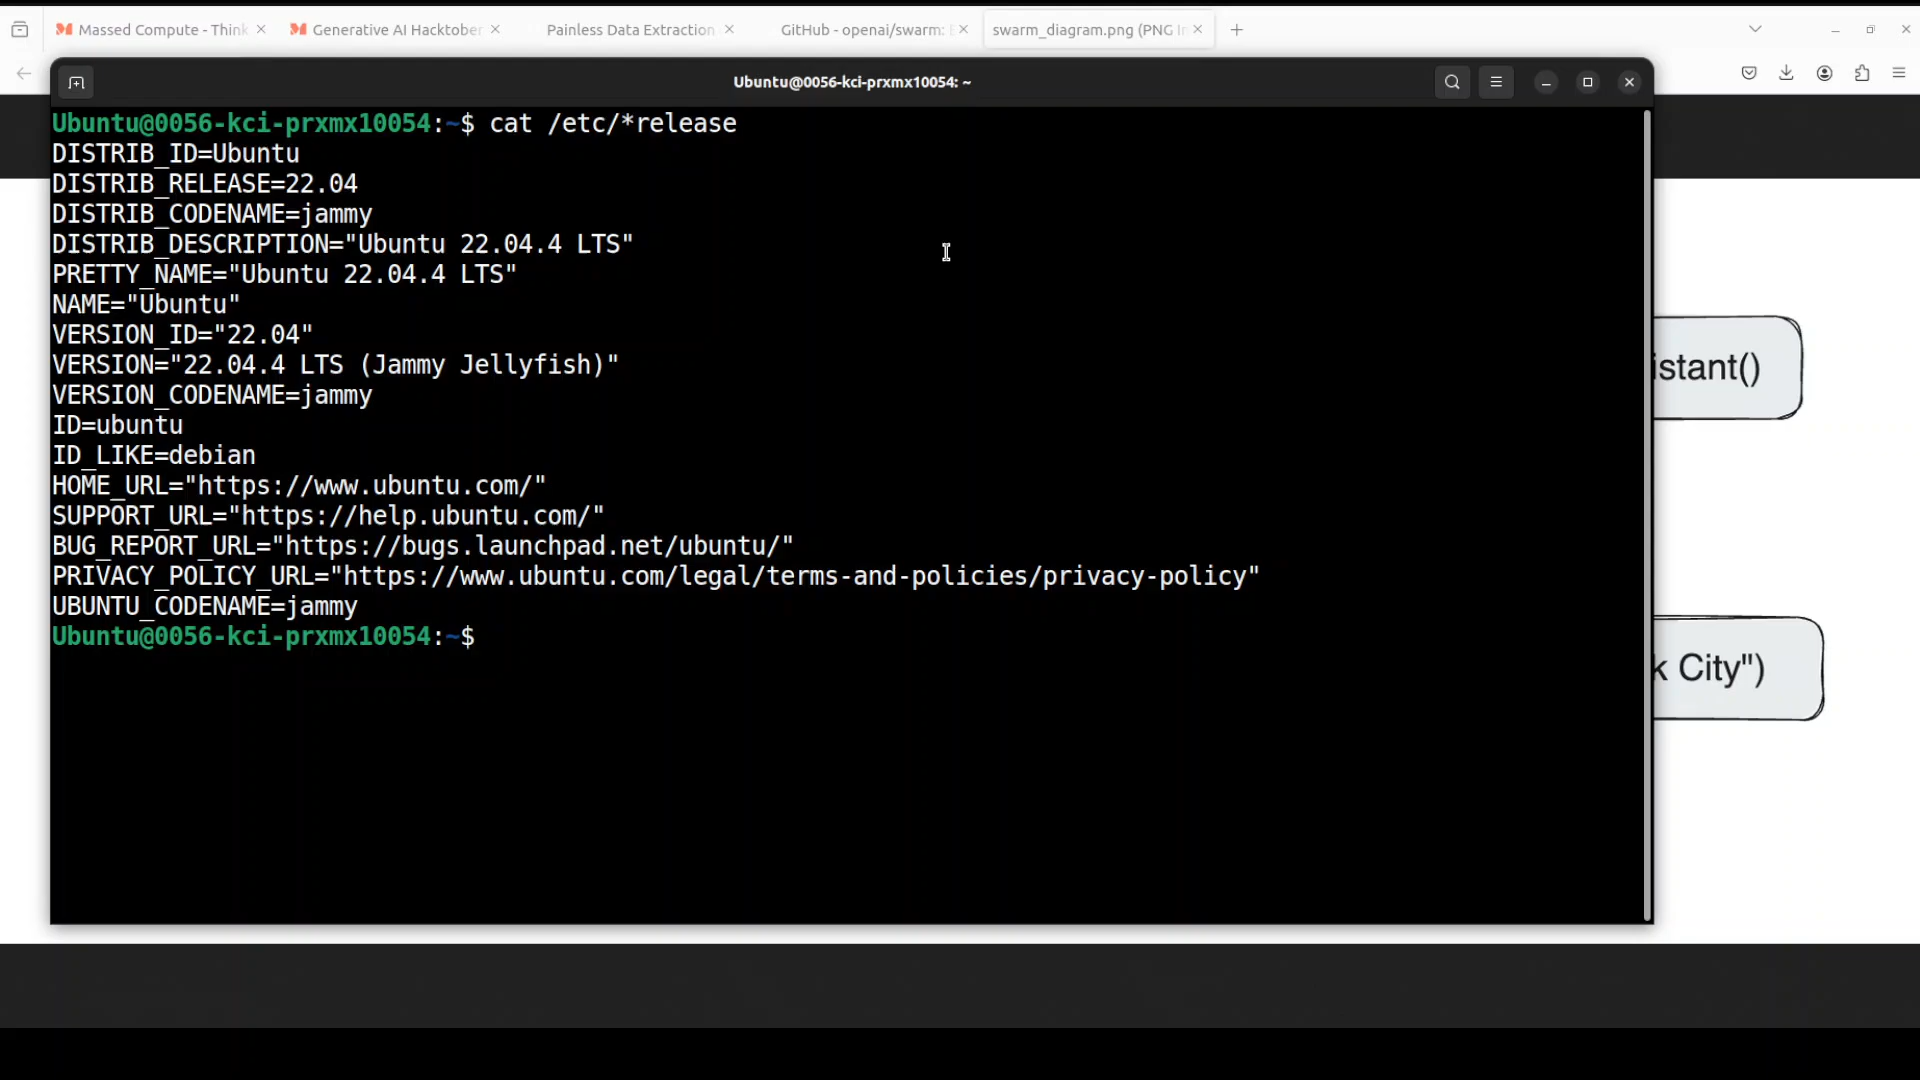 Massed Compute - Think
Generative AI Hacktober
Painless Data Extraction
GitHub - openai/swarm:
swarm_diagram.png (PNG
Ubuntu@0056-kci-prxmx10054: ~
Ubuntu@0056-kci-prxmx10054:~$ cat /etc/*release
DISTRIB_ID=Ubuntu
DISTRIB_RELEASE=22.04
DISTRIB_CODENAME=jammy
DISTRIB_DESCRIPTION="Ubuntu 22.04.4 LTS"
PRETTY_NAME="Ubuntu 22.04.4 LTS"
NAME="Ubuntu"
VERSION_ID="22.04"
VERSION="22.04.4 LTS (Jammy Jellyfish)"
VERSION_CODENAME=jammy
ID=ubuntu
ID_LIKE=debian
HOME_URL="https://www.ubuntu.com/"
SUPPORT_URL="https://help.ubuntu.com/"
BUG_REPORT_URL="https://bugs.launchpad.net/ubuntu/"
PRIVACY_POLICY_URL="https://www.ubuntu.com/legal/terms-and-policies/privacy-policy"
UBUNTU_CODENAME=jammy
Ubuntu@0056-kci-prxmx10054:~$
istant()
k City")